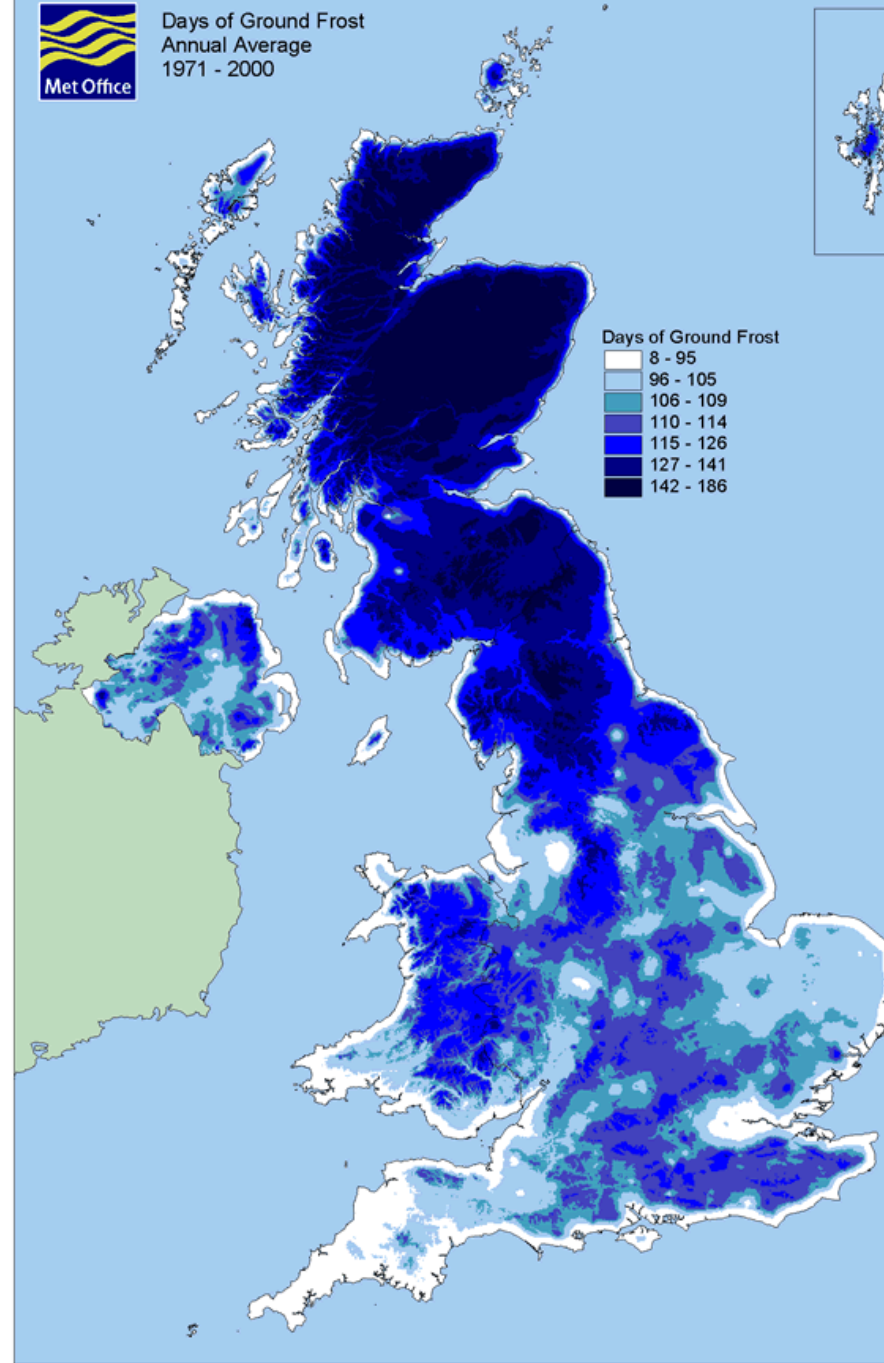 Met Office
Days of Ground Frost
Annual Average
1971 - 2000
Days of Ground Frost
8 - 95
96 - 105
106 - 109
110 - 114
115 - 126
127 - 141
142 - 186